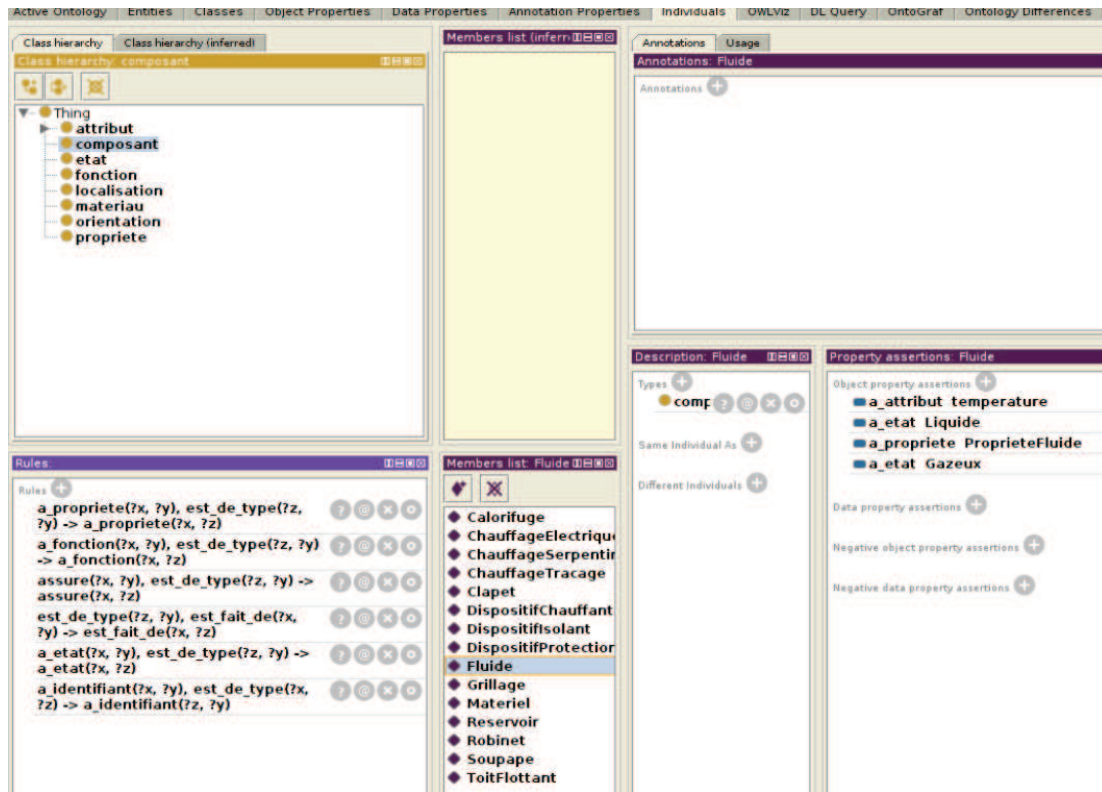 Active Ontology Entities Classes Object Properties Data Properties Annotation Properties Individuals OWLViz DL Query OntoGraf Ontology Differences
Class hierarchy Class hierarchy (inferred)
Class hierarchy: composant
Thing
attribut
composant
etat
fonction
localisation
materiau
orientation
propriete
Members list (inferr
Annotations Usage
Annotations: Fluide
Annotations
Rules:
Rules
a_propriete(?x, ?y), est_de_type(?z,
?y) -> a_propriete(?x, ?z)
a_fonction(?x, ?y), est_de_type(?z, ?y)
-> a_fonction(?x, ?z)
assure(?x, ?y), est_de_type(?z, ?y) ->
assure(?x, ?z)
est_de_type(?z, ?y), est_fait_de(?x,
?y) -> est_fait_de(?x, ?z)
a_etat(?x, ?y), est_de_type(?z, ?y) ->
a_etat(?x, ?z)
a_identifiant(?x, ?y), est_de_type(?x,
?z) -> a_identifiant(?z, ?y)
Members list: Fluide
Calorifuge
ChauffageElectrique
ChauffageSerpentin
ChauffageTracage
Clapet
DispositifChauffant
DispositifIsolant
DispositifProtection
Fluide
Grillage
Materiel
Reservoir
Robinet
Soupape
ToitFlottant
Description: Fluide
Types
comp
Same Individual As
Different Individuals
Property assertions: Fluide
Object property assertions
a_attribut temperature
a_etat Liquide
a_propriete ProprieteFluide
a_etat Gazeux
Data property assertions
Negative object property assertions
Negative data property assertions